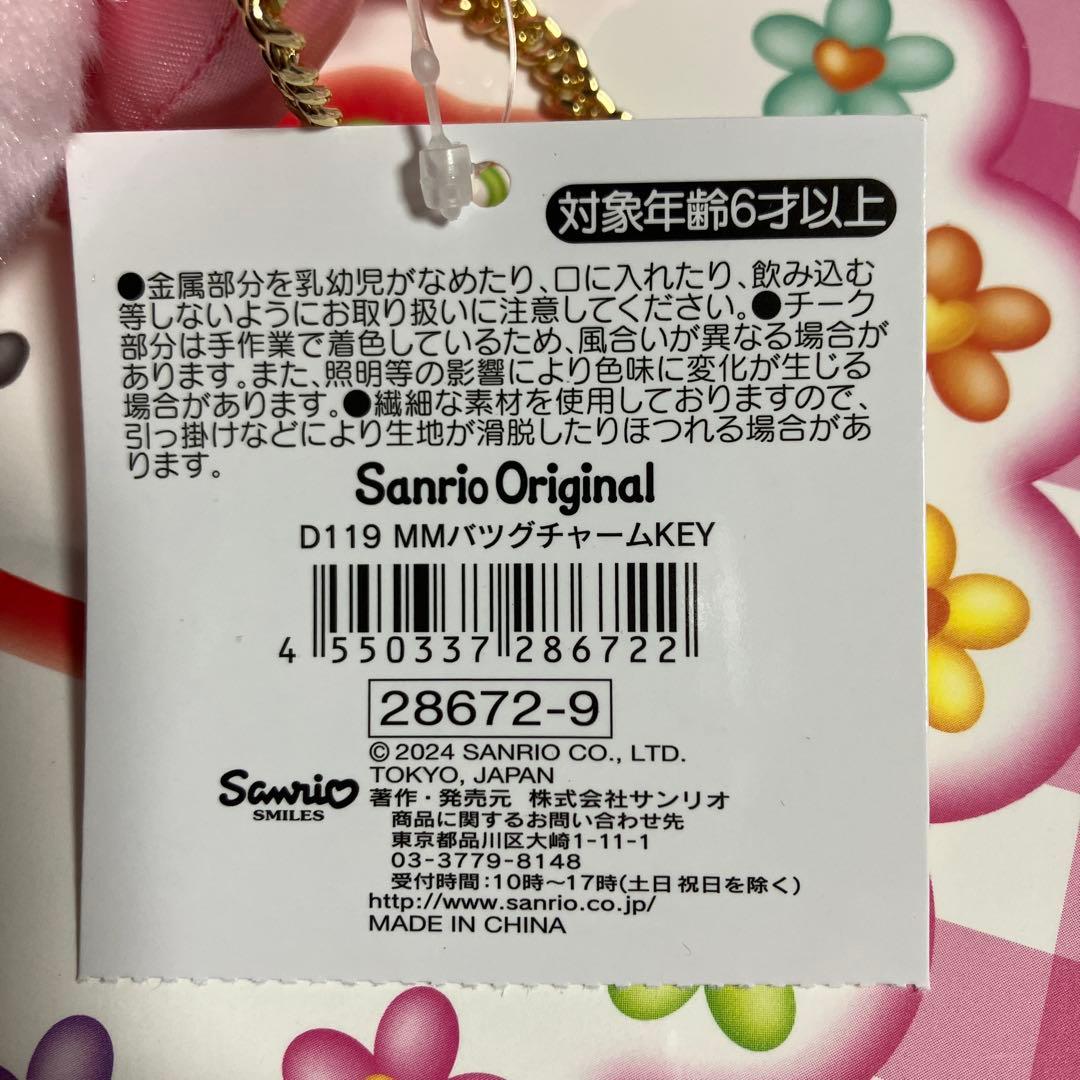 対象年齢6才以上
●金属部分を乳幼児がなめたり、口に入れたり、飲み込む
等しないようにお取り扱いに注意してください。●チーク
部分は手作業で着色しているため、風合いが異なる場合が
あります。また、照明等の影響により色味に変化が生じる
場合があります。●繊細な素材を使用しておりますので、
引っ掛けなどにより生地が滑脱したりほつれる場合があ
ります。
Sanrio Original
D119 MMバツグチャームKEY
4 550337 286722
28672-9
© 2024 SANRIO CO., LTD.
TOKYO, JAPAN
Sanrio
SMILES
著作・発売元 株式会社サンリオ
商品に関するお問い合わせ先
東京都品川区大崎1-11-1
03-3779-8148
受付時間:10時～17時(土日祝日を除く)
http://www.sanrio.co.jp/
MADE IN CHINA